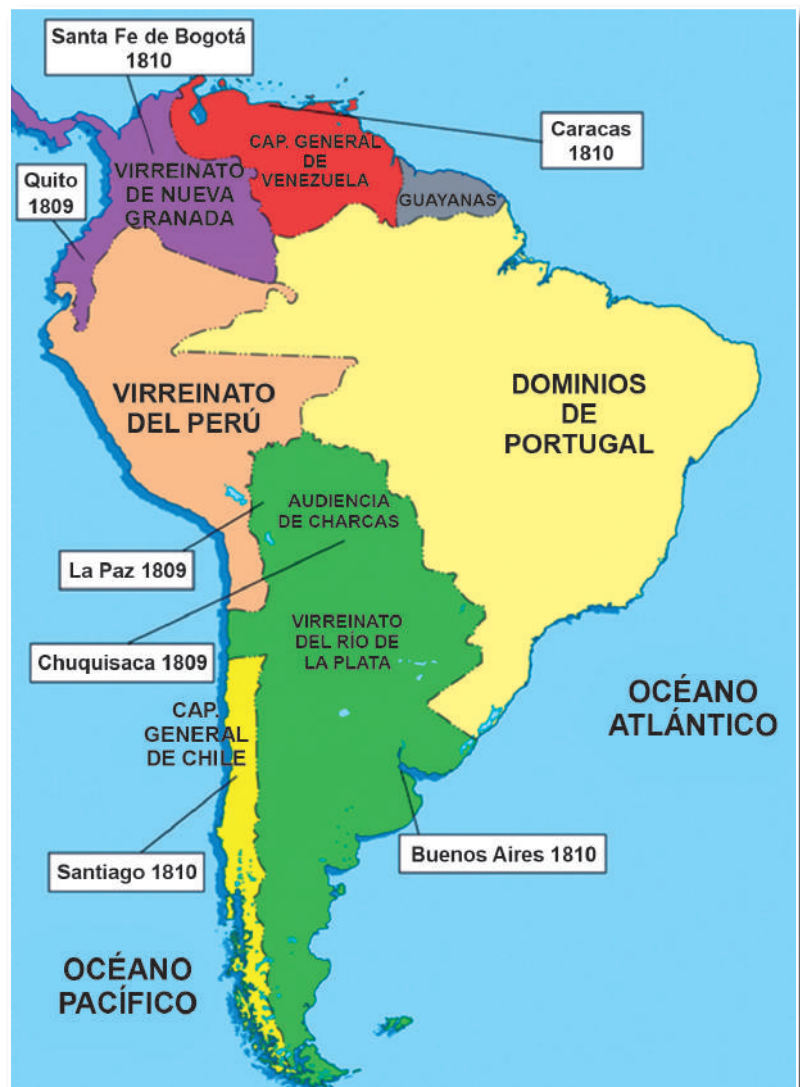 Santa Fe de Bogotá
1810
Caracas
1810
CAP. GENERAL
DE
VENEZUELA
Quito
1809
VIRREINATO
DE NUEVA
GRANADA
GUAYANAS
VIRREINATO
DEL PERÚ
DOMINIOS
DE
PORTUGAL
AUDIENCIA
DE CHARCAS
La Paz 1809
VIRREINATO
DEL RÍO DE
LA PLATA
Chuquisaca 1809
OCÉANO
ATLÁNTICO
CAP.
GENERAL
DE CHILE
Buenos Aires 1810
Santiago 1810
OCÉANO
PACÍFICO